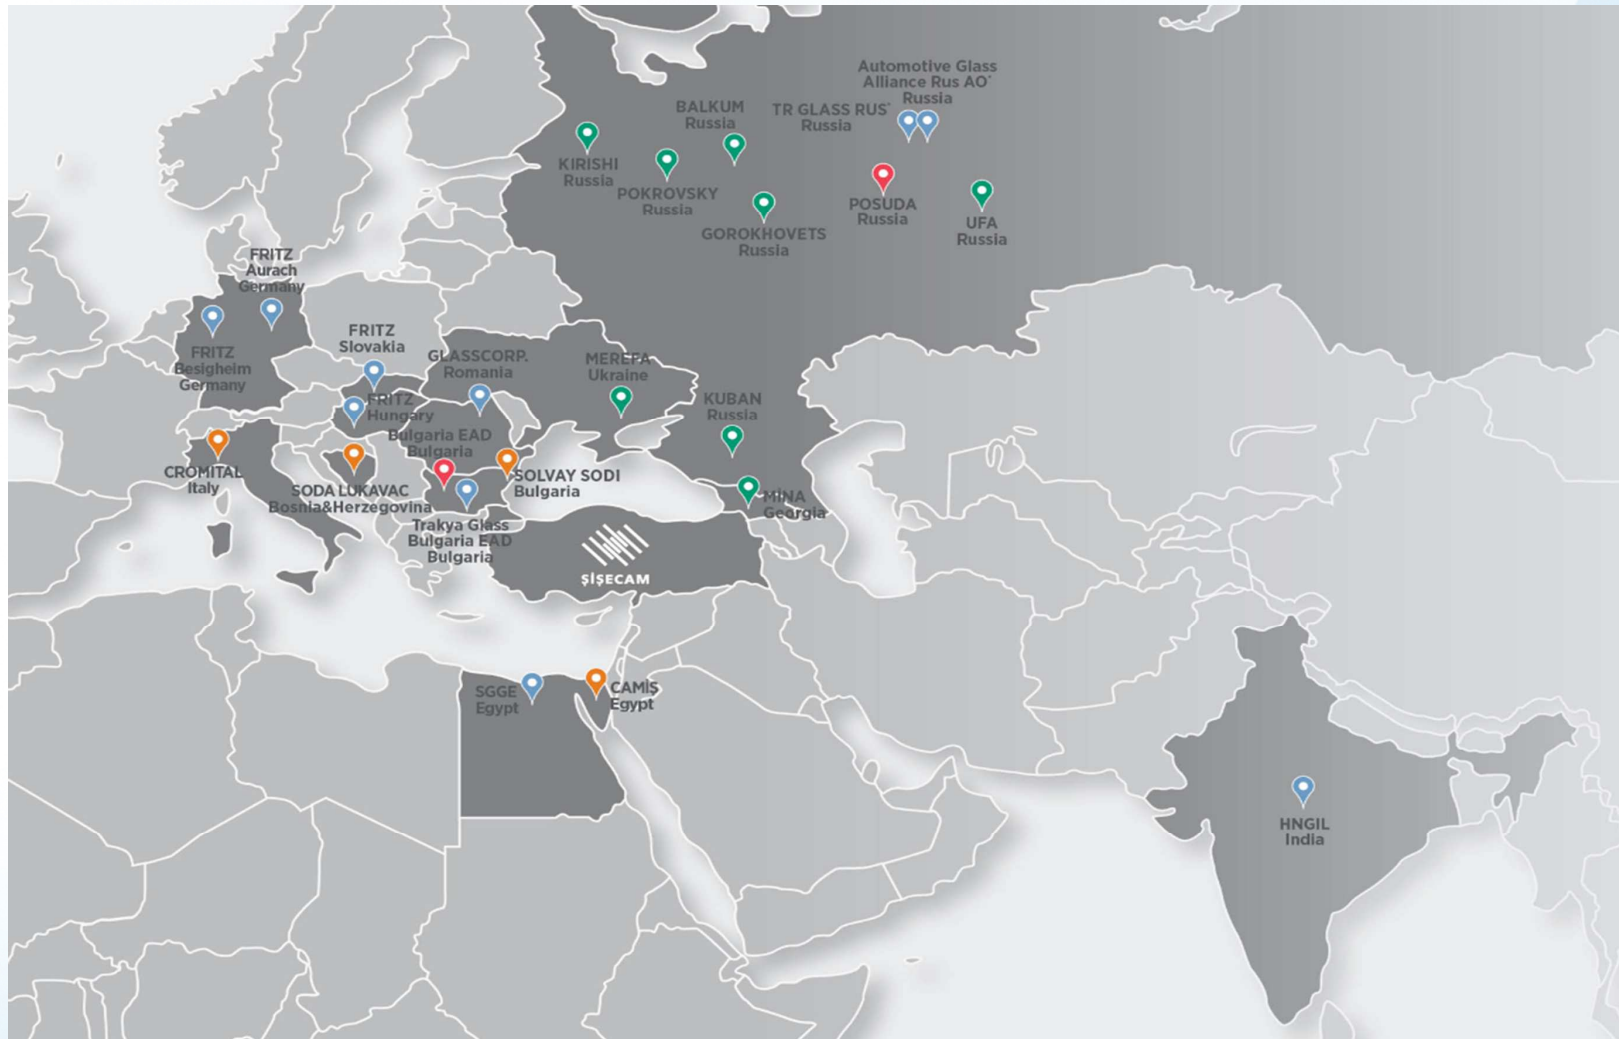 Automotive Glass
Alliance Rus AO*
Russia
BALKUM
Russia
TR GLASS RUS*
Russia
KIRISHI
Russia
POKROVSKY
Russia
GOROKHOVETS
Russia
POSUDA
Russia
UFA
Russia
FRITZ
Aurach
Germany
FRITZ
Besigheim
Germany
FRITZ
Slovakia
GLASSCORP.
Romania
MEREFA
Ukraine
KUBAN
Russia
FRITZ
Hungary
Bulgaria EAD
Bulgaria
CROMITAL
Italy
SODA LUKAVAC
Bosnia&Herzegovina
SOLVAY SODI
Bulgaria
MİNA
Georgia
Trakya Glass
Bulgaria EAD
Bulgaria
ŞİŞECAM
SGGE
Egypt
CAMİŞ
Egypt
HNGIL
India